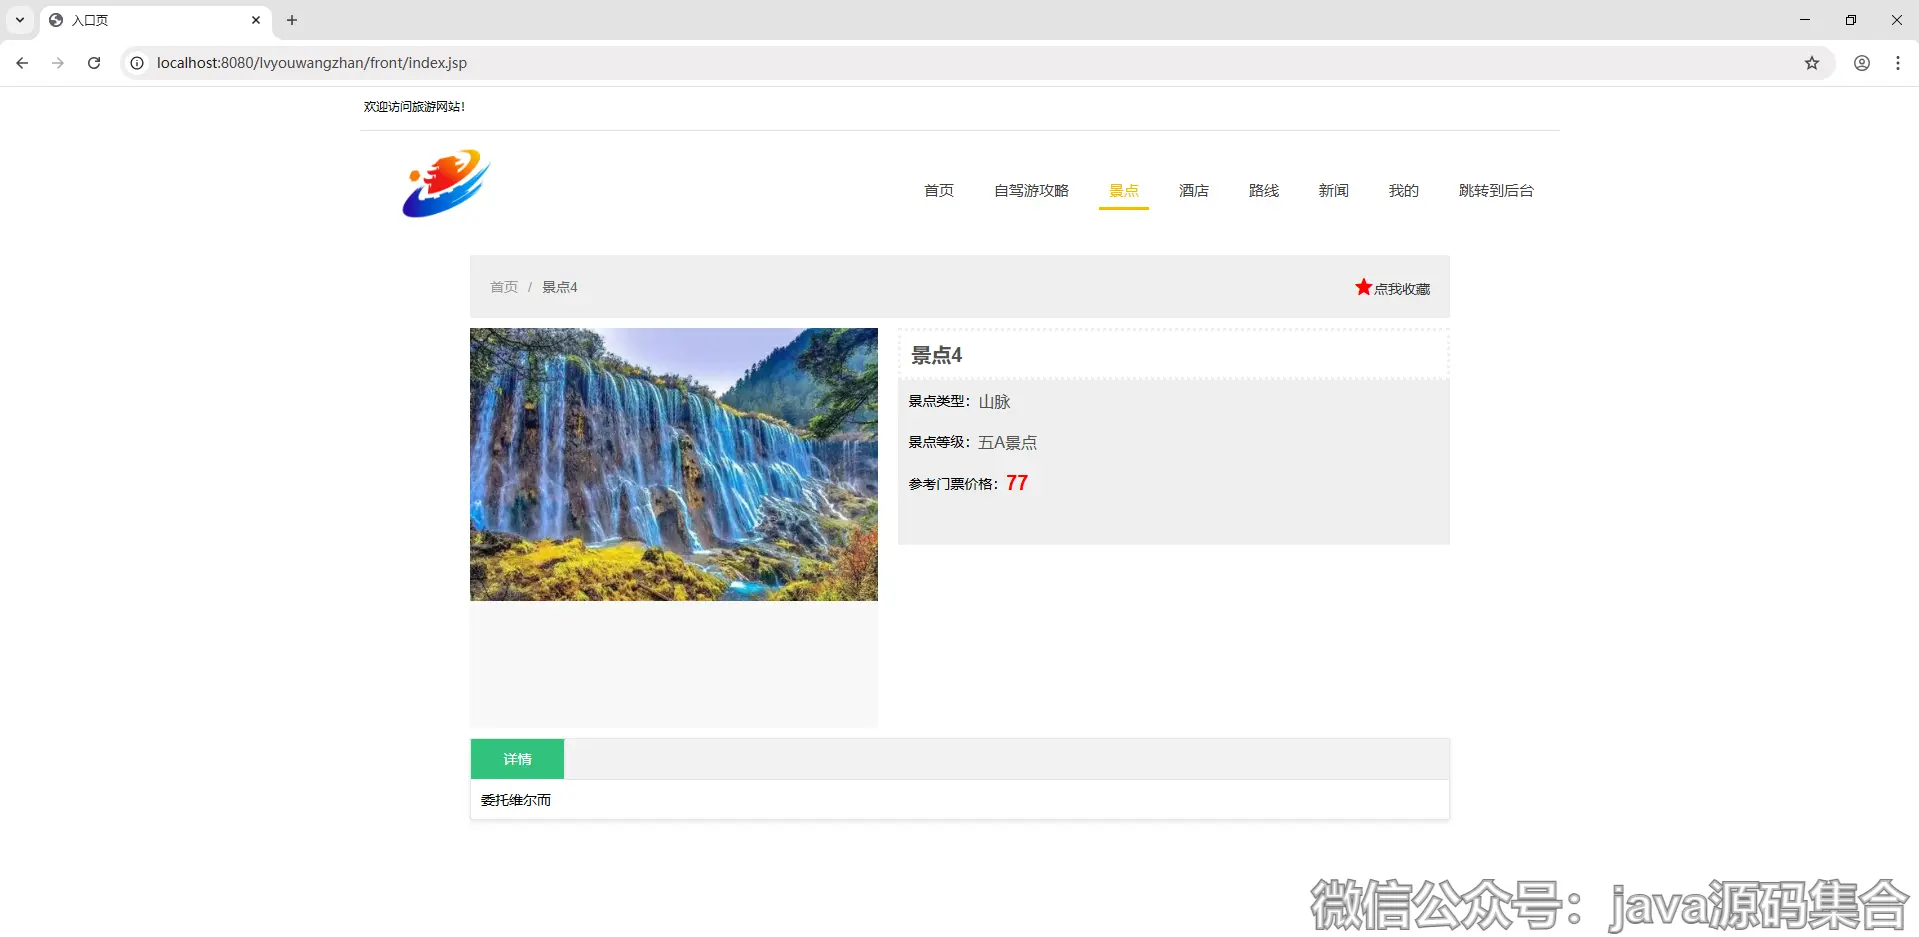 入口页
localhost:8080/lvyouwangzhan/front/index.jsp
欢迎访问旅游网站!
首页 自驾游攻略 景点 酒店 路线 新闻 我的 跳转到后台
首页 / 景点4
点我收藏
景点4
景点类型：山脉
景点等级：五A景点
参考门票价格：77
详情
委托维尔而
微信公众号：java源码集合